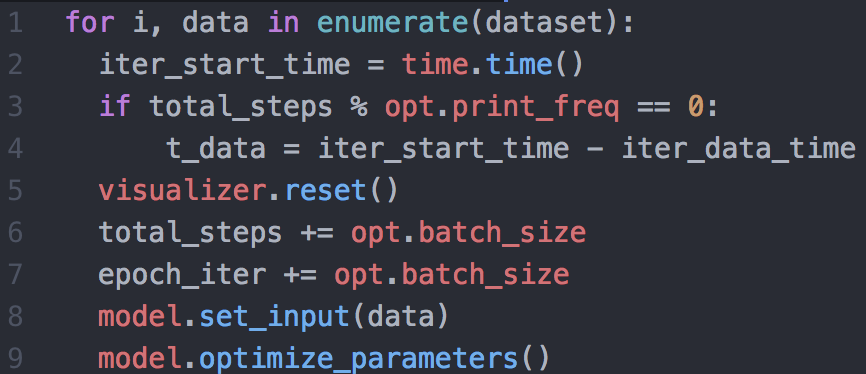 1 for i, data in enumerate(dataset):
2 iter_start_time = time.time()
3 if total_steps % opt.print_freq == 0:
4 t_data = iter_start_time - iter_data_time
5 visualizer.reset()
6 total_steps += opt.batch_size
7 epoch_iter += opt.batch_size
8 model.set_input(data)
9 model.optimize_parameters()